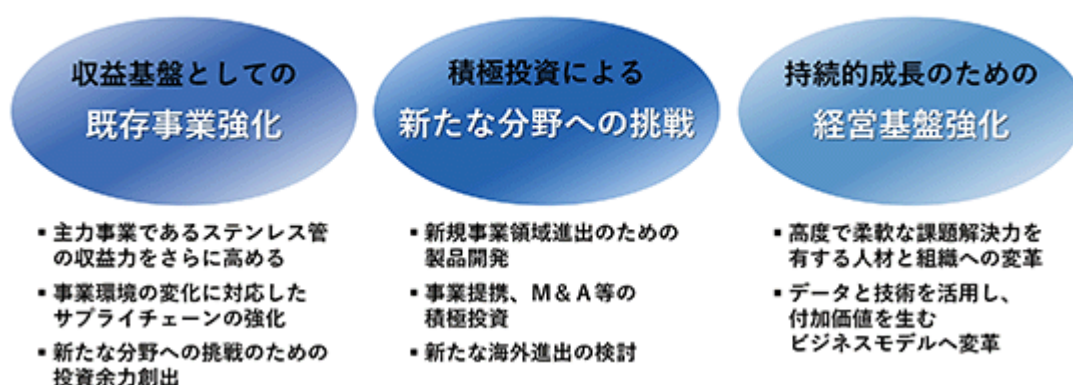 収益基盤としての
既存事業強化
▪ 主力事業であるステンレス管
の収益力をさらに高める
▪ 事業環境の変化に対応した
サプライチェーンの強化
▪ 新たな分野への挑戦のための
投資余力創出
積極投資による
新たな分野への挑戦
▪ 新規事業領域進出のための
製品開発
▪ 事業提携、M&A等の
積極投資
▪ 新たな海外進出の検討
持続的成長のための
経営基盤強化
▪ 高度で柔軟な課題解決力を
有する人材と組織への変革
▪ データと技術を活用し、
付加価値を生む
ビジネスモデルへ変革